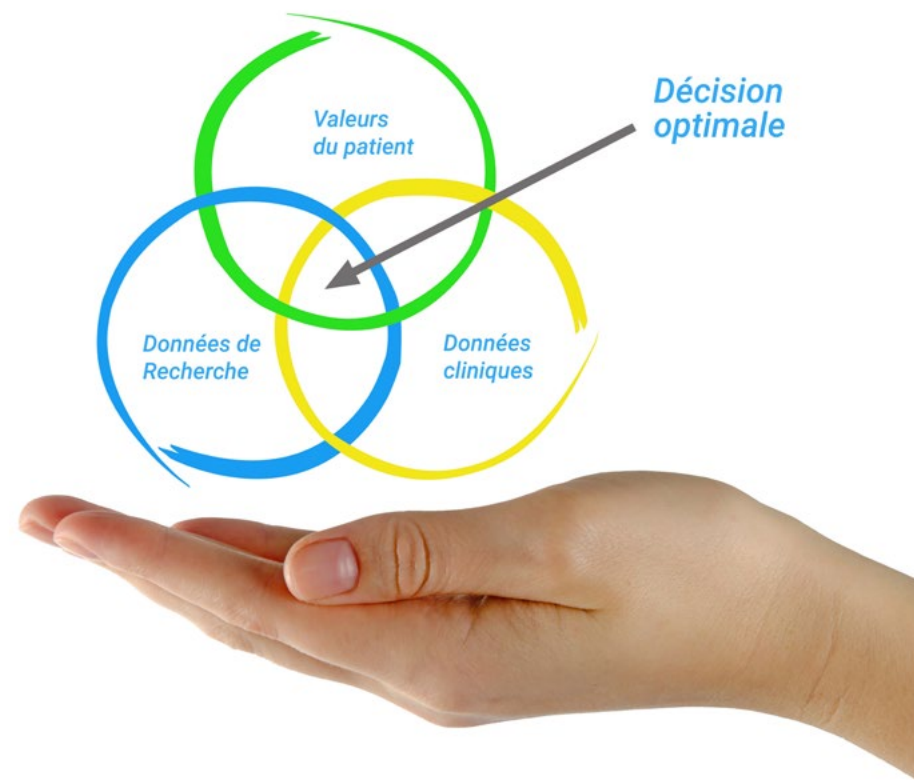 Valeurs
du patient
Décision
optimale
Données de
Recherche
Données
cliniques